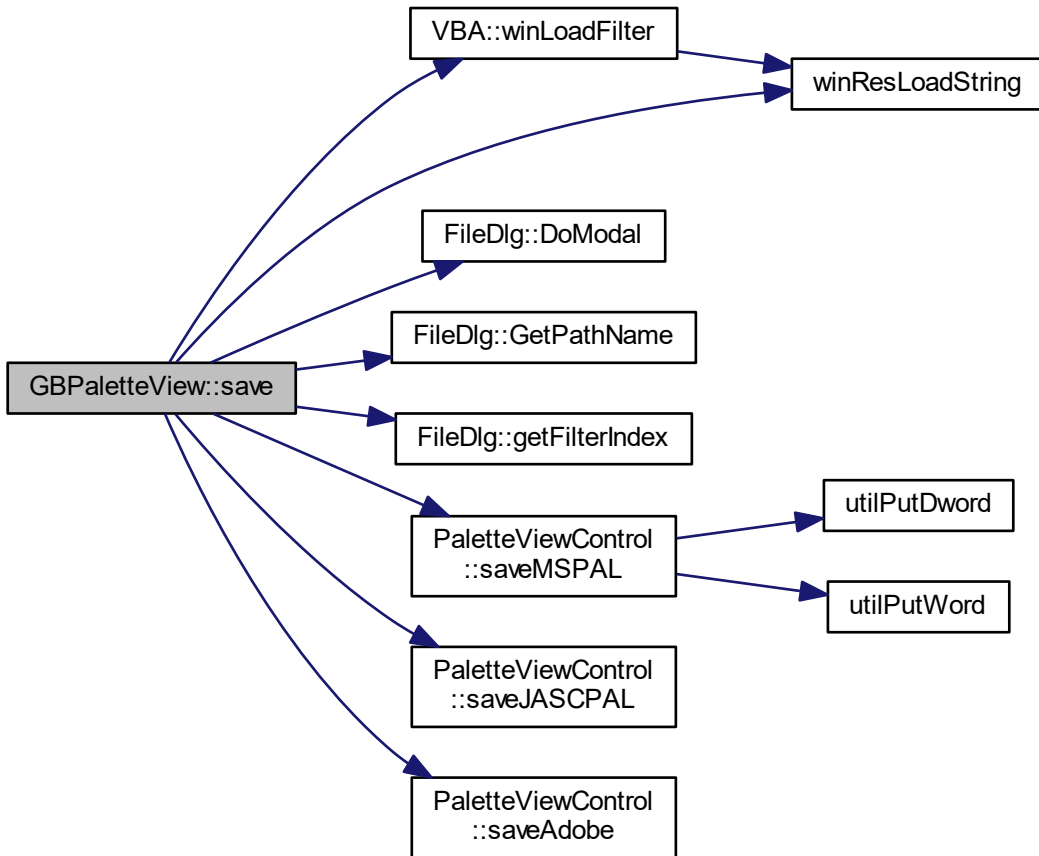 VBA::winLoadFilter
winResLoadString
FileDlg::DoModal
FileDlg::GetPathName
GBPaletteView::save
FileDlg::getFilterIndex
PaletteViewControl
::saveMSPAL
utilPutDword
utilPutWord
PaletteViewControl
::saveJASCPAL
PaletteViewControl
::saveAdobe